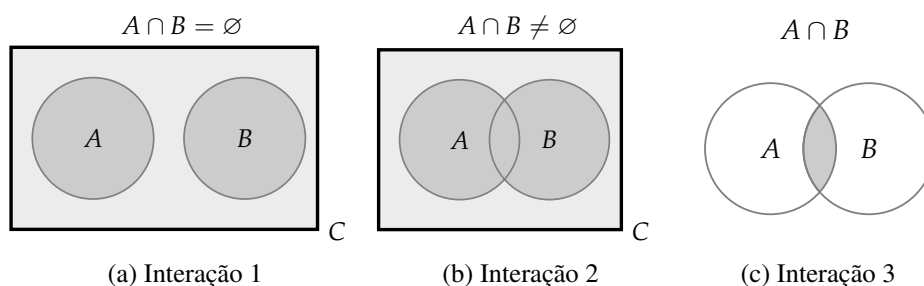 A ∩ B = ∅
A ∩ B ≠ ∅
A ∩ B
A
B
A
B
A
B
C
C
(a) Interação 1
(b) Interação 2
(c) Interação 3